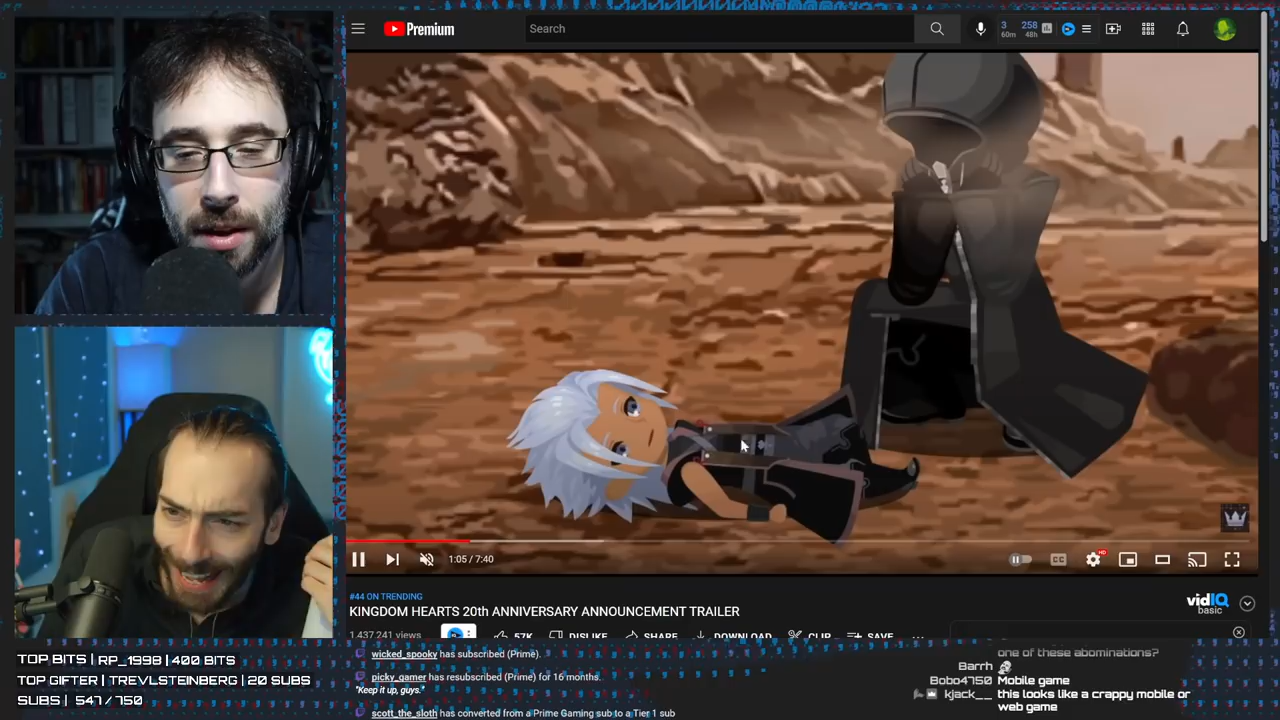 Premium
Search
3
60m
258
48h
HD
1:05 / 7:40
CC
#44 ON TRENDING
KINGDOM HEARTS 20th ANNIVERSARY ANNOUNCEMENT TRAILER
vidIQ
basic
1,437,241 views
57K
DISLIKE
SHARE
DOWNLOAD
CLIP
SAVE
TOP BITS | RP_1998 | 400 BITS
TOP GIFTER | TREVLSTEINBERG | 20 SUBS
SUBS | 547 / 750
wicked_spooky has subscribed (Prime).
picky_gamer has resubscribed (Prime) for 16 months.
"Keep it up, guys."
scott_the_sloth has converted from a Prime Gaming sub to a Tier 1 sub
one of these abominations?
Barrh
Bobo4750 Mobile game
kjack__ this looks like a crappy mobile or
web game